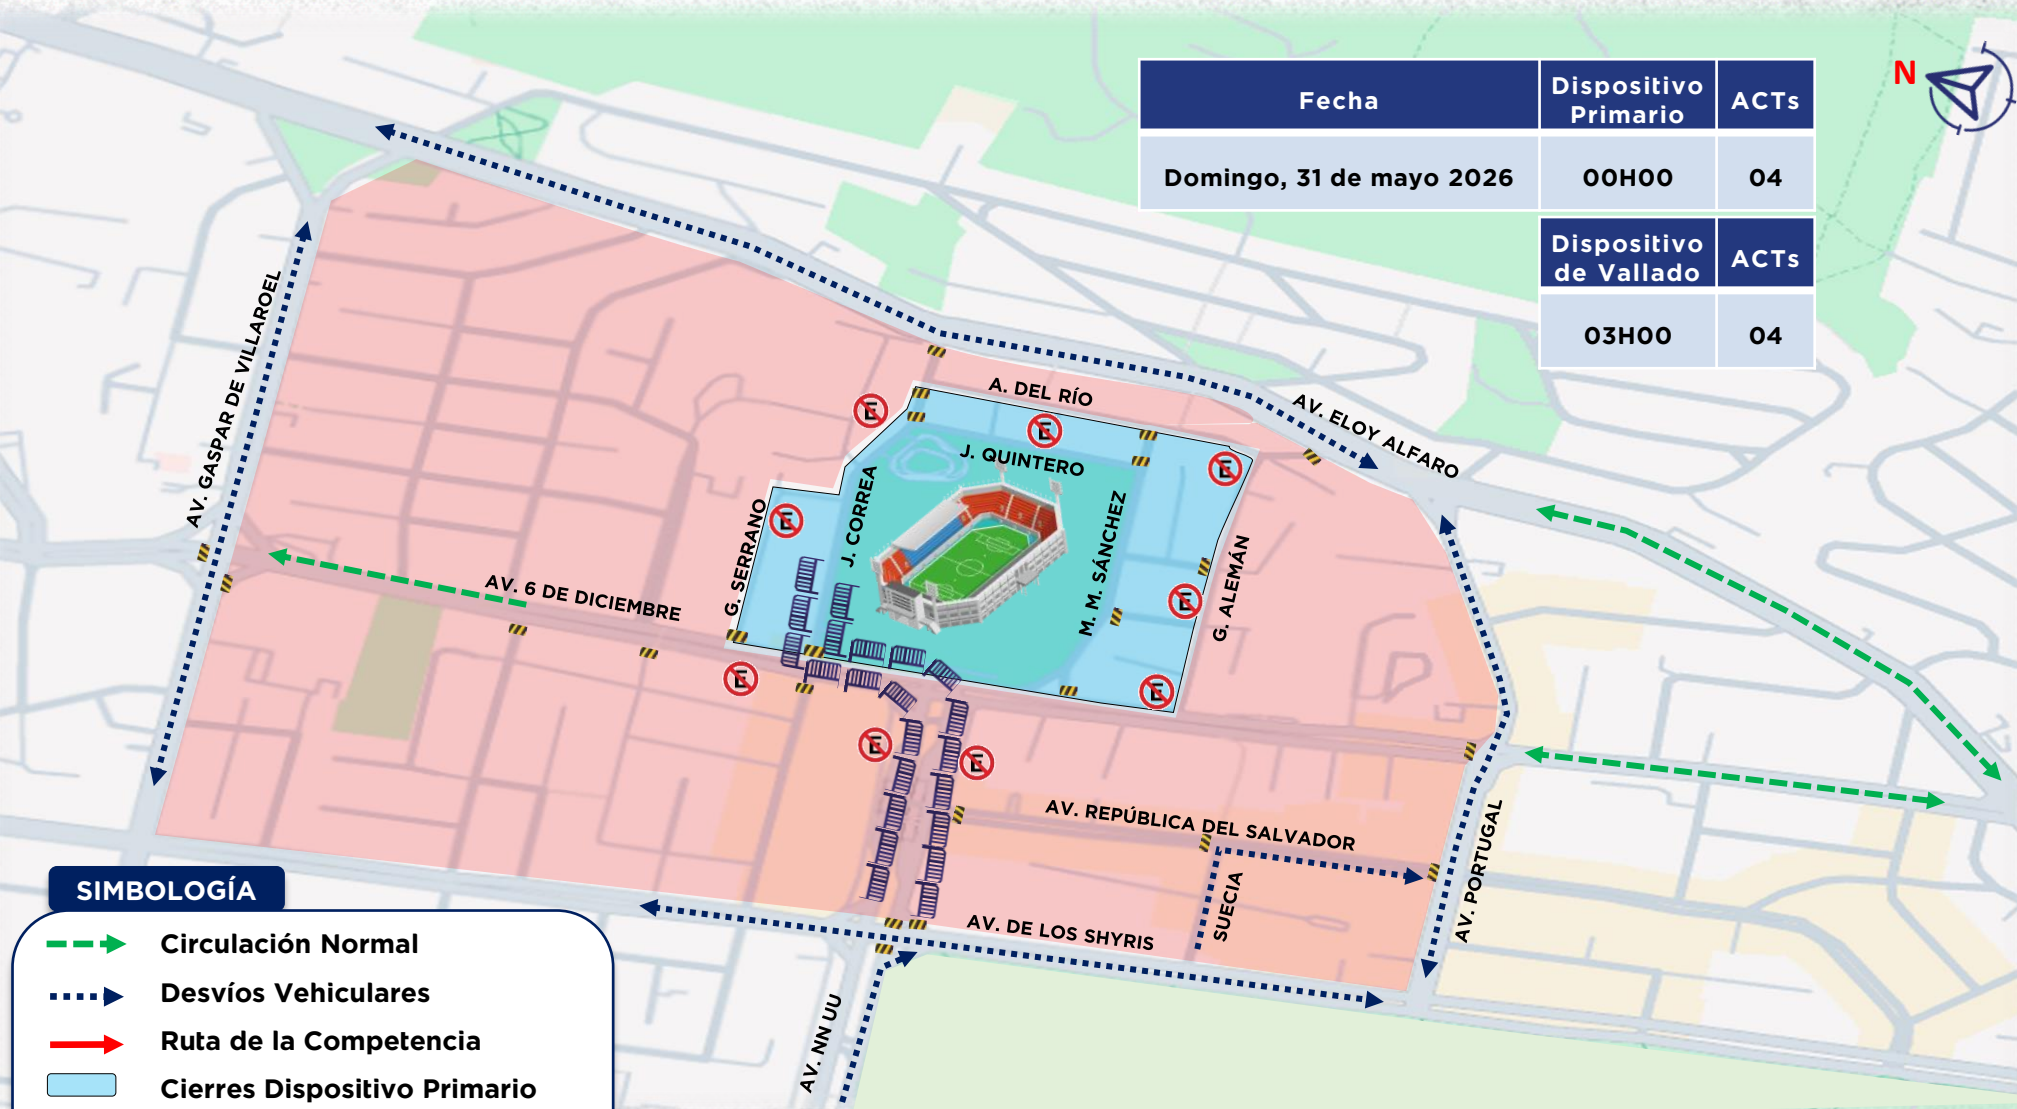 N
Fecha
Dispositivo
Primario
ACTs
Domingo, 31 de mayo 2026
00H00
04
Dispositivo
de Vallado
ACTs
03H00
04
AV. GASPAR DE VILLAROEL
A. DEL RÍO
AV. ELOY ALFARO
J. QUINTERO
J. CORREA
G. SERRANO
M. M. SÁNCHEZ
G. ALEMÁN
AV. 6 DE DICIEMBRE
AV. REPÚBLICA DEL SALVADOR
AV. PORTUGAL
SUECIA
AV. DE LOS SHYRIS
AV. NN UU
SIMBOLOGÍA
Circulación Normal
Desvíos Vehiculares
Ruta de la Competencia
Cierres Dispositivo Primario